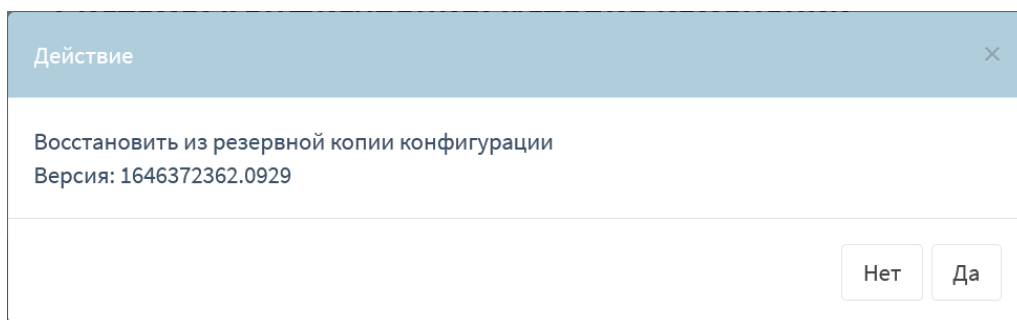 Действие ×
Восстановить из резервной копии конфигурации
Версия: 1646372362.0929
Нет Да